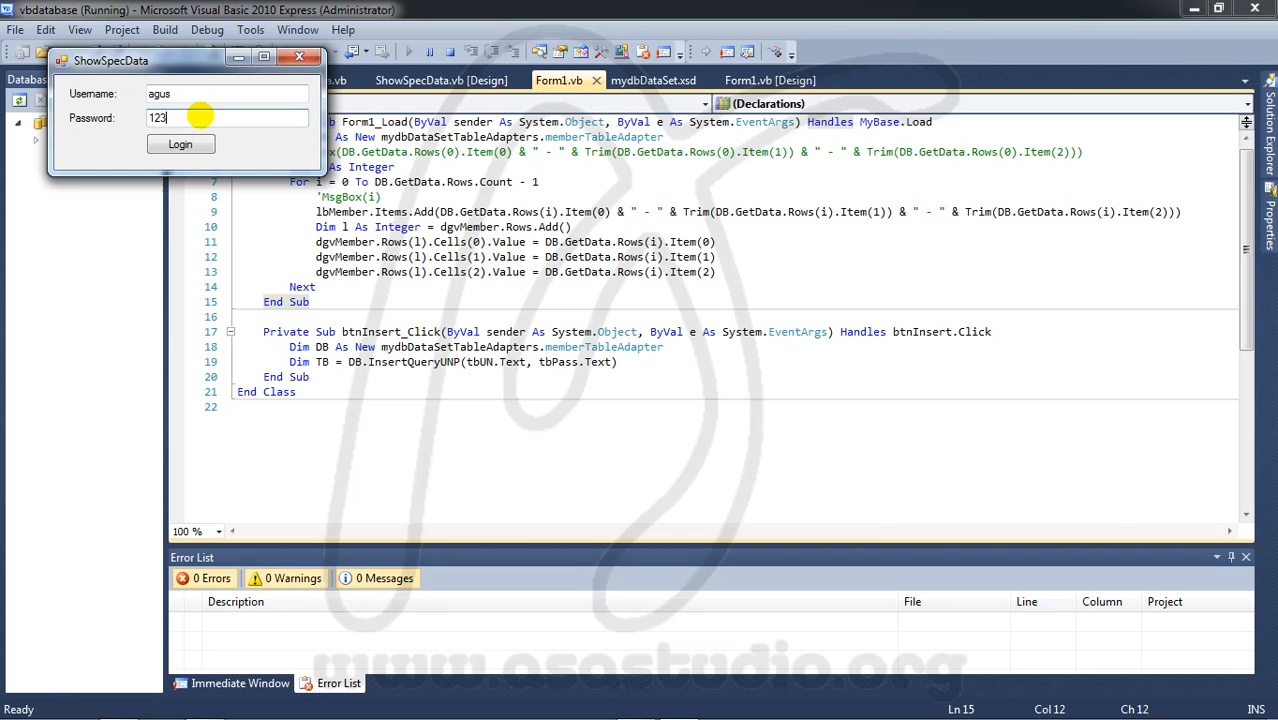 vbdatabase (Running) - Microsoft Visual Basic 2010 Express (Administrator)
File Edit View Project Build Debug Tools Window Help
ShowSpecData
Username: agus
Password: 123
Login
Databas
.vb ShowSpecData.vb [Design] Form1.vb mydbDataSet.xsd Form1.vb [Design]
(Declarations)
b Form1_Load(ByVal sender As System.Object, ByVal e As System.EventArgs) Handles MyBase.Load
As New mydbDataSetTableAdapters.memberTableAdapter
(DB.GetData.Rows(0).Item(0) & " - " & Trim(DB.GetData.Rows(0).Item(1)) & " - " & Trim(DB.GetData.Rows(0).Item(2)))
As Integer
7 For i = 0 To DB.GetData.Rows.Count - 1
8 'MsgBox(i)
9 lbMember.Items.Add(DB.GetData.Rows(i).Item(0) & " - " & Trim(DB.GetData.Rows(i).Item(1)) & " - " & Trim(DB.GetData.Rows(i).Item(2)))
10 Dim l As Integer = dgvMember.Rows.Add()
11 dgvMember.Rows(l).Cells(0).Value = DB.GetData.Rows(i).Item(0)
12 dgvMember.Rows(l).Cells(1).Value = DB.GetData.Rows(i).Item(1)
13 dgvMember.Rows(l).Cells(2).Value = DB.GetData.Rows(i).Item(2)
14 Next
15 End Sub
16
17 Private Sub btnInsert_Click(ByVal sender As System.Object, ByVal e As System.EventArgs) Handles btnInsert.Click
18 Dim DB As New mydbDataSetTableAdapters.memberTableAdapter
19 Dim TB = DB.InsertQueryUNP(tbUN.Text, tbPass.Text)
20 End Sub
21 End Class
22
Solution Explorer
Properties
100 %
Error List
0 Errors 0 Warnings 0 Messages
Description File Line Column Project
www.asastudio.org
Immediate Window Error List
Ready Ln 15 Col 12 Ch 12 INS